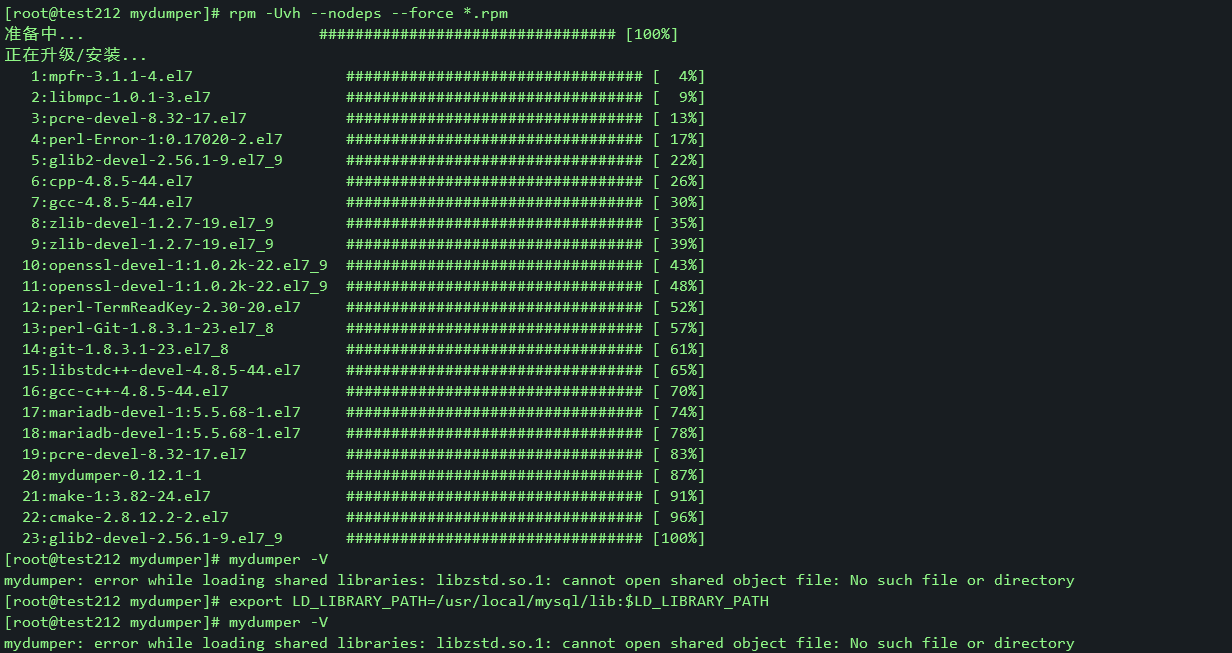 [root@test212 mydumper]# rpm -Uvh --nodeps --force *.rpm
准备中... ################################# [100%]
正在升级/安装...
1:mpfr-3.1.1-4.el7 ################################# [ 4%]
2:libmpc-1.0.1-3.el7 ################################# [ 9%]
3:pcre-devel-8.32-17.el7 ################################# [ 13%]
4:perl-Error-1:0.17020-2.el7 ################################# [ 17%]
5:glib2-devel-2.56.1-9.el7_9 ################################# [ 22%]
6:cpp-4.8.5-44.el7 ################################# [ 26%]
7:gcc-4.8.5-44.el7 ################################# [ 30%]
8:zlib-devel-1.2.7-19.el7_9 ################################# [ 35%]
9:zlib-devel-1.2.7-19.el7_9 ################################# [ 39%]
10:openssl-devel-1:1.0.2k-22.el7_9 ################################# [ 43%]
11:openssl-devel-1:1.0.2k-22.el7_9 ################################# [ 48%]
12:perl-TermReadKey-2.30-20.el7 ################################# [ 52%]
13:perl-Git-1.8.3.1-23.el7_8 ################################# [ 57%]
14:git-1.8.3.1-23.el7_8 ################################# [ 61%]
15:libstdc++-devel-4.8.5-44.el7 ################################# [ 65%]
16:gcc-c++-4.8.5-44.el7 ################################# [ 70%]
17:mariadb-devel-1:5.5.68-1.el7 ################################# [ 74%]
18:mariadb-devel-1:5.5.68-1.el7 ################################# [ 78%]
19:pcre-devel-8.32-17.el7 ################################# [ 83%]
20:mydumper-0.12.1-1 ################################# [ 87%]
21:make-1:3.82-24.el7 ################################# [ 91%]
22:cmake-2.8.12.2-2.el7 ################################# [ 96%]
23:glib2-devel-2.56.1-9.el7_9 ################################# [100%]
[root@test212 mydumper]# mydumper -V
mydumper: error while loading shared libraries: libzstd.so.1: cannot open shared object file: No such file or directory
[root@test212 mydumper]# export LD_LIBRARY_PATH=/usr/local/mysql/lib:$LD_LIBRARY_PATH
[root@test212 mydumper]# mydumper -V
mydumper: error while loading shared libraries: libzstd.so.1: cannot open shared object file: No such file or directory